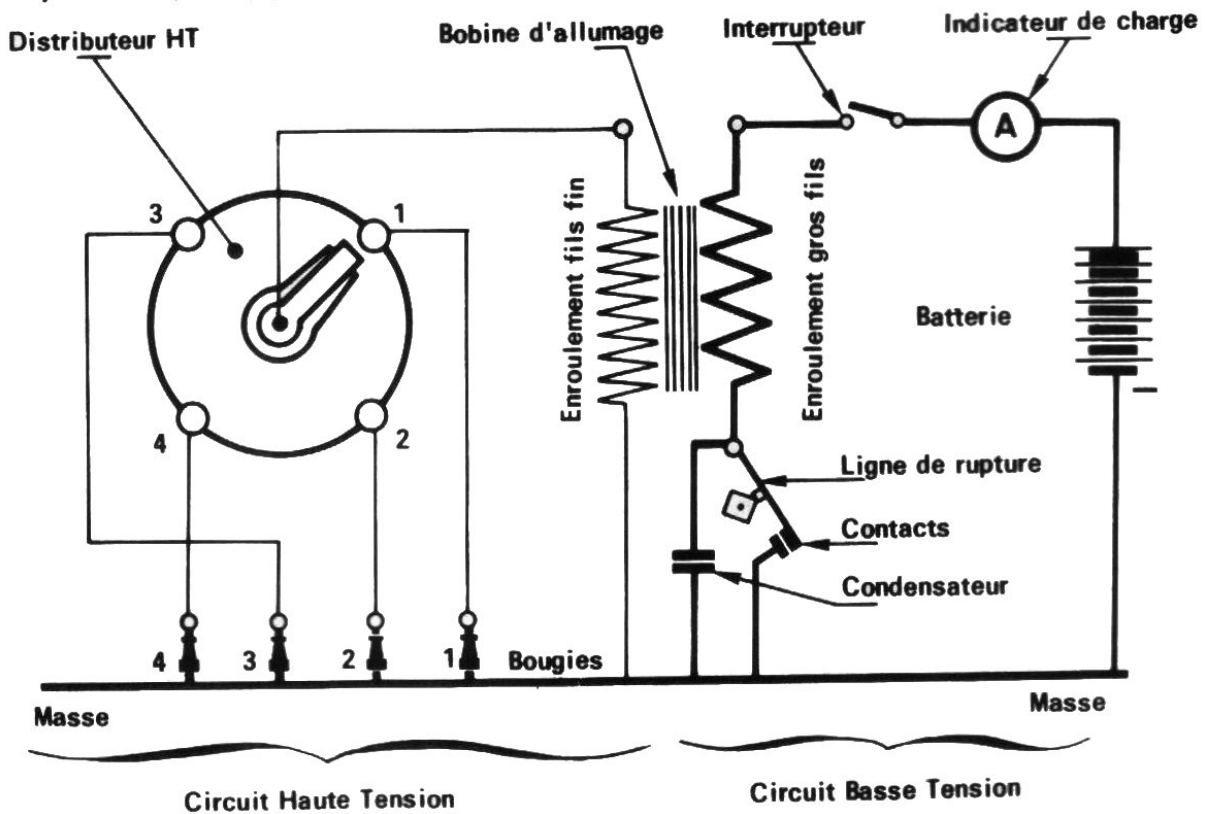 Distributeur HT
Bobine d'allumage
Interrupteur
Indicateur de charge
A
3
1
Enroulement fils fin
Enroulement gros fils
Batterie
4
2
Ligne de rupture
Contacts
Condensateur
4
3
2
1
Bougies
Masse
Masse
Circuit Haute Tension
Circuit Basse Tension